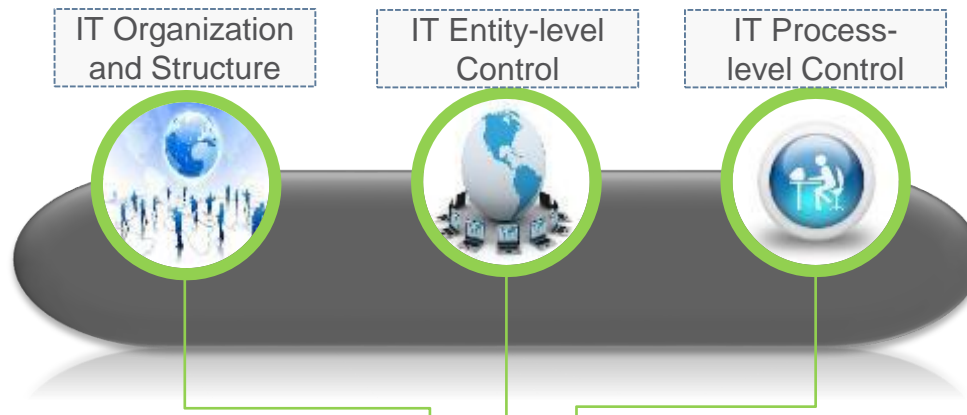 IT Organization
and Structure
IT Entity-level
Control
IT Process-
level Control